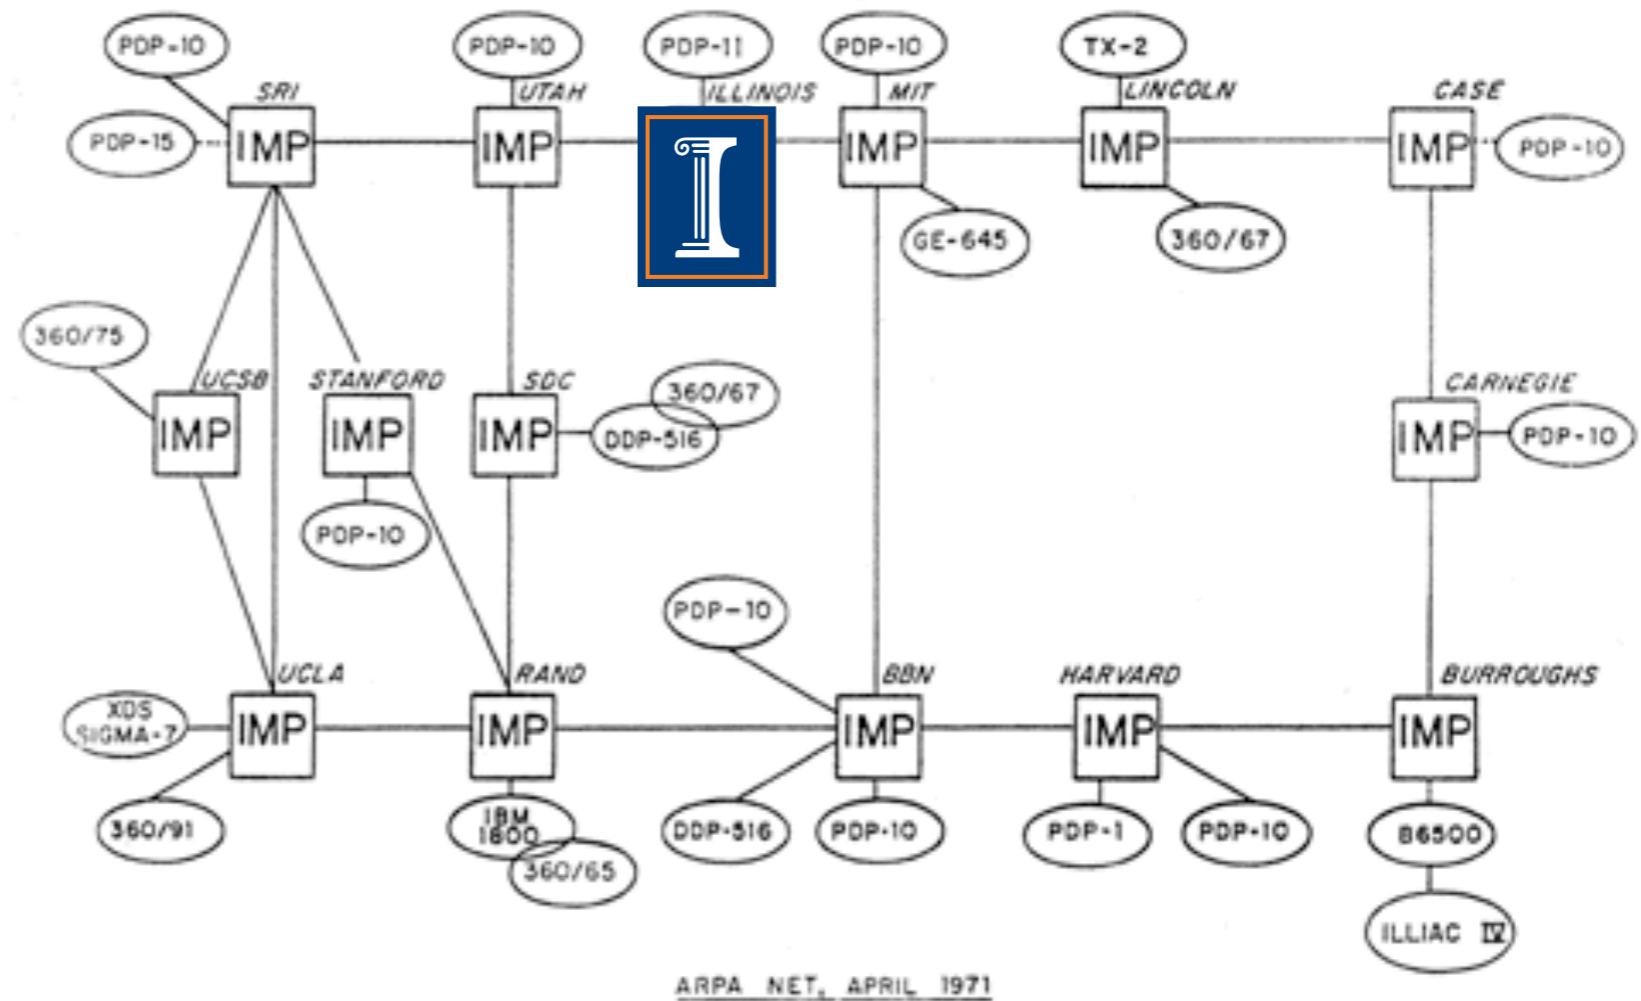 PDP-10
PDP-10
PDP-11
PDP-10
TX-2
SRI
UTAH
ILLINOIS
MIT
LINCOLN
CASE
PDP-15
IMP
IMP
I
IMP
IMP
IMP
PDP-10
GE-645
360/67
360/75
UCSB
STANFORD
SDC
360/67
CARNEGIE
IMP
IMP
IMP
DDP-516
IMP
PDP-10
PDP-10
PDP-10
UCLA
RAND
BBN
HARVARD
BURROUGHS
XDS
SIGMA-7
IMP
IMP
IMP
IMP
IMP
360/91
IBM
1800
360/65
DDP-516
PDP-10
PDP-1
PDP-10
B6500
ILLIAC IV
ARPA NET, APRIL 1971